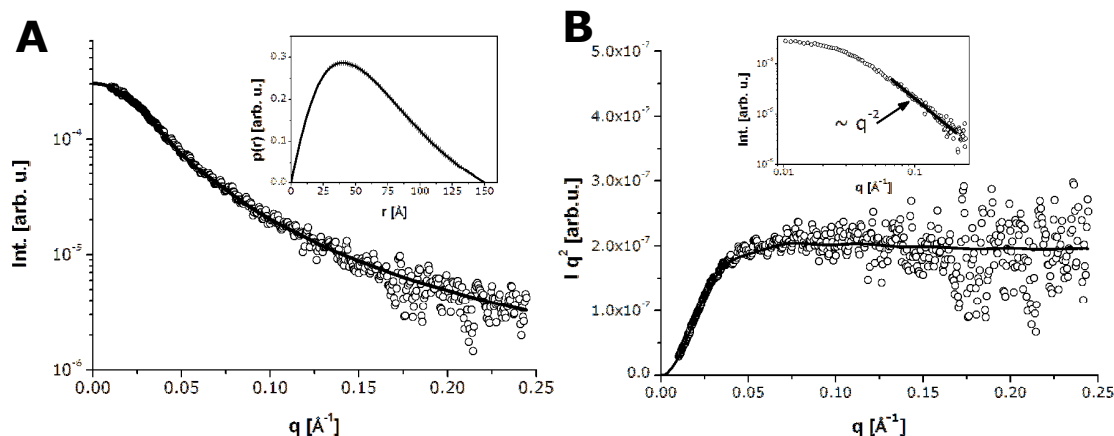 A
Int. [arb. u.]
10⁻⁴
10⁻⁵
10⁻⁶
0.00 0.05 0.10 0.15 0.20 0.25
q [Å⁻¹]
p(r) [arb. u.]
0.3
0.2
0.1
0.0
0 25 50 75 100 125 150
r [Å]
B
I q² [arb.u.]
5.0x10⁻⁷
4.0x10⁻⁷
3.0x10⁻⁷
2.0x10⁻⁷
1.0x10⁻⁷
0.0
0.00 0.05 0.10 0.15 0.20 0.25
q [Å⁻¹]
Int. [arb. u.]
~ q⁻²
0.01 0.1
q [Å⁻¹]